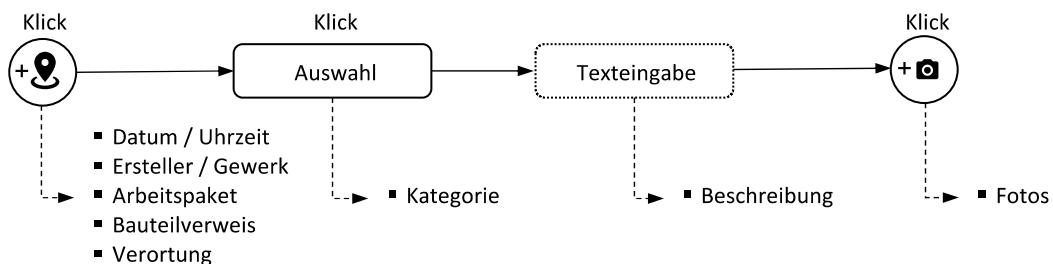 Klick
Klick
Klick
+
Auswahl
Texteingabe
+
▪ Datum / Uhrzeit
▪ Ersteller / Gewerk
▪ Arbeitspaket
▪ Bauteilverweis
▪ Verortung
▪ Kategorie
▪ Beschreibung
▪ Fotos